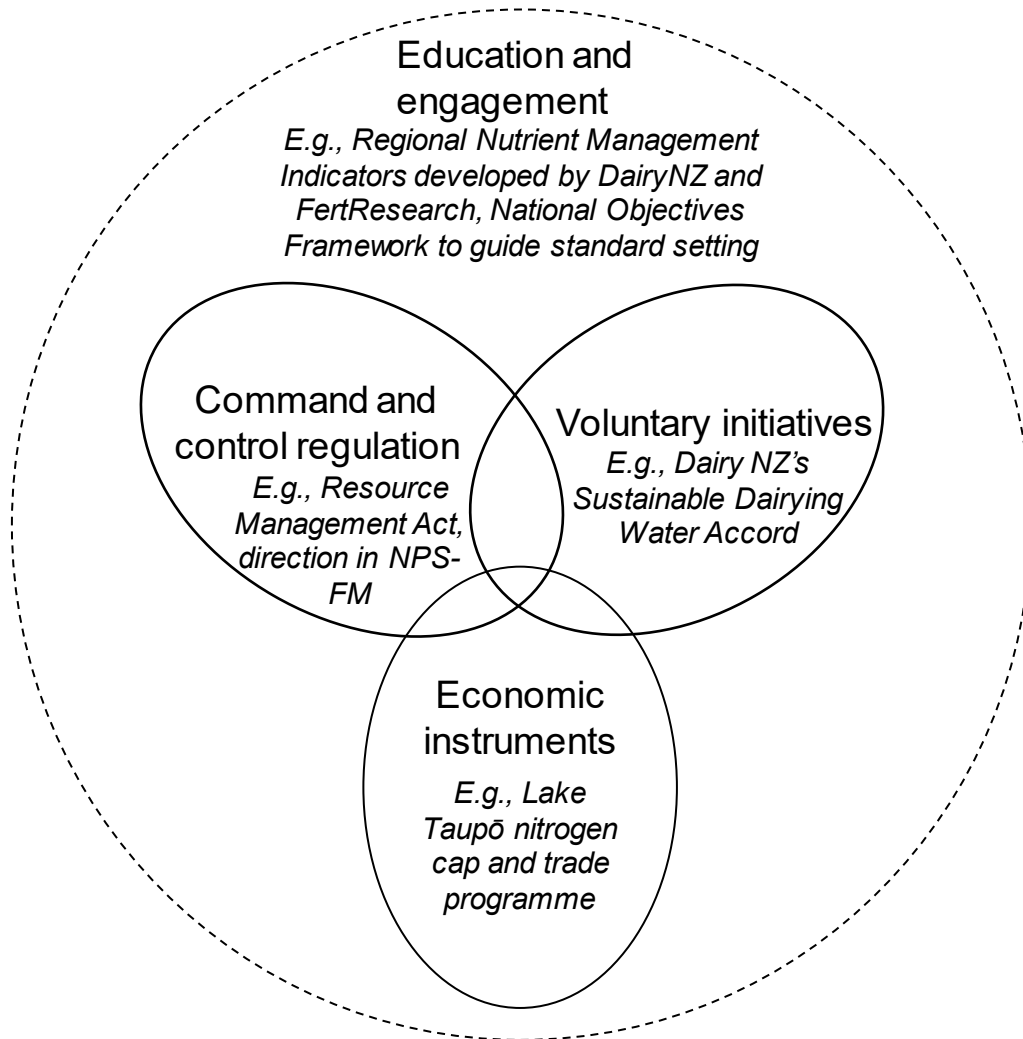 Education and
engagement
E.g., Regional Nutrient Management
Indicators developed by DairyNZ and
FertResearch, National Objectives
Framework to guide standard setting
Command and
control regulation
E.g., Resource
Management Act,
direction in NPS-
FM
Voluntary initiatives
E.g., Dairy NZ’s
Sustainable Dairying
Water Accord
Economic
instruments
E.g., Lake
Taupō nitrogen
cap and trade
programme